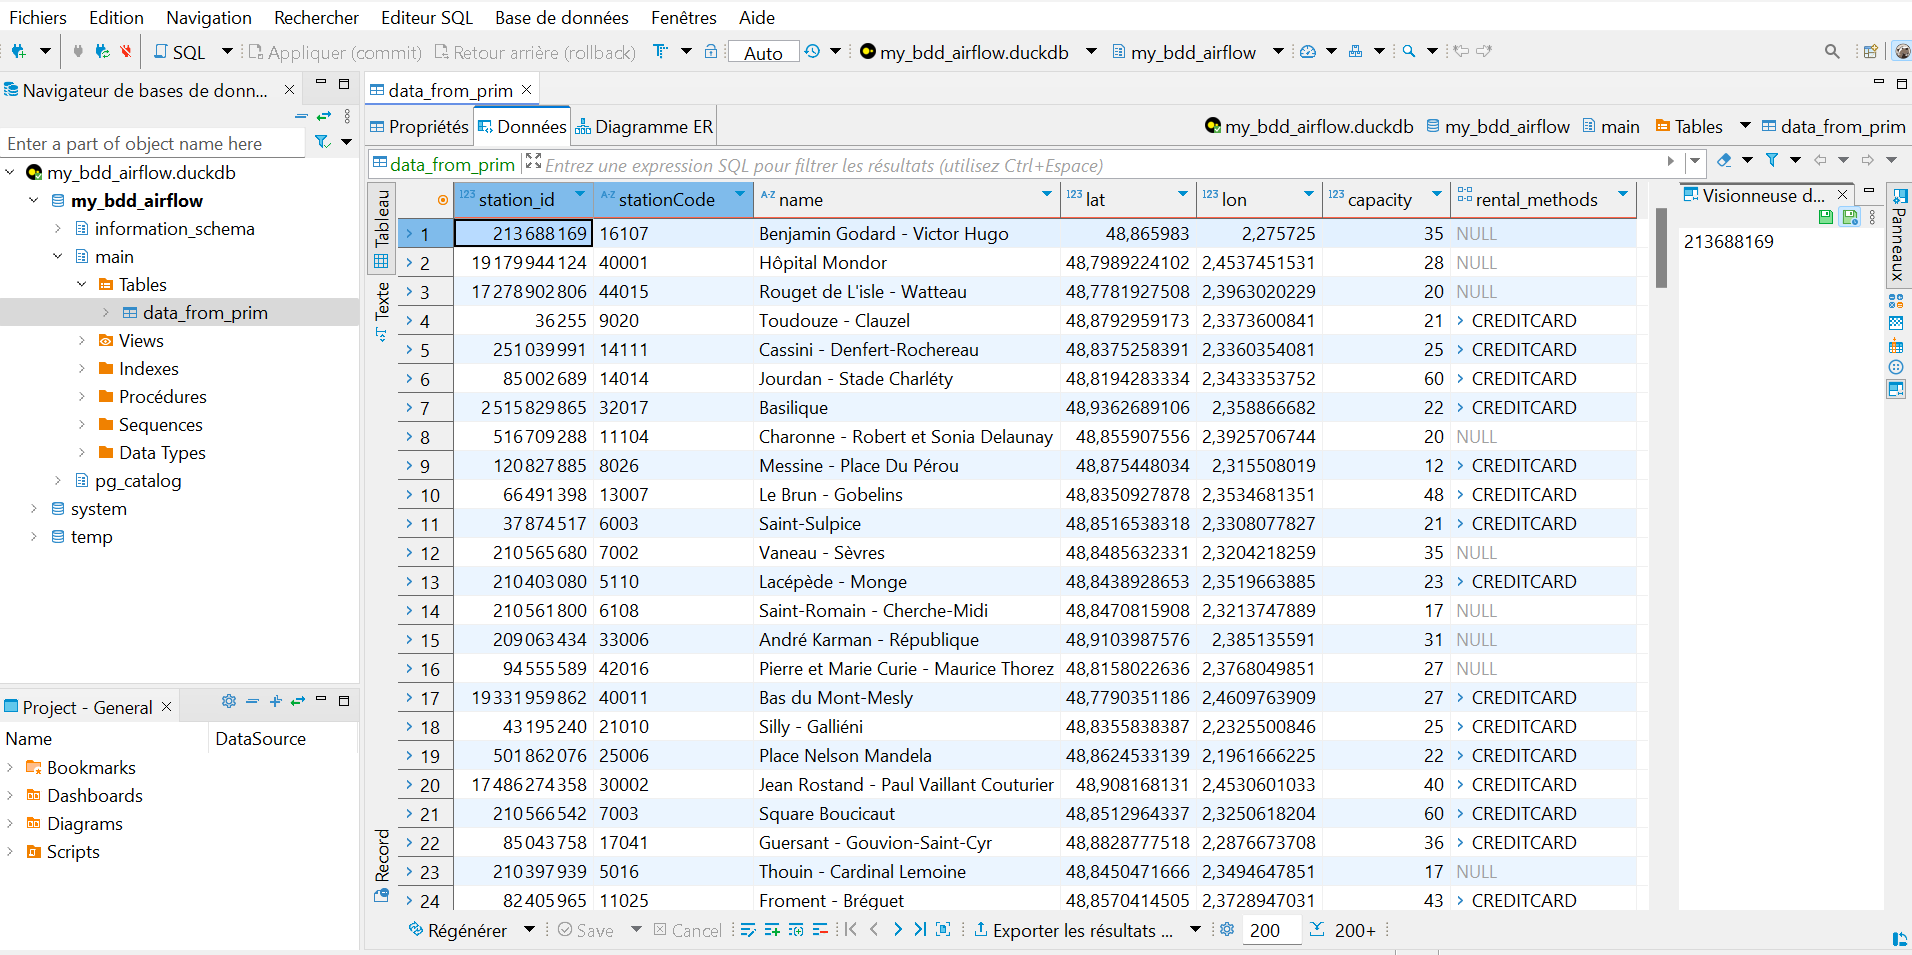 Fichiers Edition Navigation Rechercher Editeur SQL Base de données Fenêtres Aide
SQL Appliquer (commit) Retour arrière (rollback) Auto my_bdd_airflow.duckdb my_bdd_airflow
Navigateur de bases de donn...
Enter a part of object name here
my_bdd_airflow.duckdb
my_bdd_airflow
information_schema
main
Tables
data_from_prim
Views
Indexes
Procédures
Sequences
Data Types
pg_catalog
system
temp
Project - General
Name DataSource
Bookmarks
Dashboards
Diagrams
Scripts
data_from_prim
Propriétés Données Diagramme ER my_bdd_airflow.duckdb my_bdd_airflow main Tables data_from_prim
data_from_prim Entrez une expression SQL pour filtrer les résultats (utilisez Ctrl+Espace)
Tableau
Texte
Record
123 station_id A-Z stationCode A-Z name 123 lat 123 lon 123 capacity rental_methods
1 213688169 16107 Benjamin Godard - Victor Hugo 48,865983 2,275725 35 NULL
2 19179944124 40001 Hôpital Mondor 48,7989224102 2,4537451531 28 NULL
3 17278902806 44015 Rouget de L'isle - Watteau 48,7781927508 2,3963020229 20 NULL
4 36255 9020 Toudouze - Clauzel 48,8792959173 2,3373600841 21 CREDITCARD
5 251039991 14111 Cassini - Denfert-Rochereau 48,8375258391 2,3360354081 25 CREDITCARD
6 85002689 14014 Jourdan - Stade Charléty 48,8194283334 2,3433353752 60 CREDITCARD
7 2515829865 32017 Basilique 48,9362689106 2,358866682 22 CREDITCARD
8 516709288 11104 Charonne - Robert et Sonia Delaunay 48,855907556 2,3925706744 20 NULL
9 120827885 8026 Messine - Place Du Pérou 48,875448034 2,315508019 12 CREDITCARD
10 66491398 13007 Le Brun - Gobelins 48,8350927878 2,3534681351 48 CREDITCARD
11 37874517 6003 Saint-Sulpice 48,8516538318 2,3308077827 21 CREDITCARD
12 210565680 7002 Vaneau - Sèvres 48,8485632331 2,3204218259 35 NULL
13 210403080 5110 Lacépède - Monge 48,8438928653 2,3519663885 23 CREDITCARD
14 210561800 6108 Saint-Romain - Cherche-Midi 48,8470815908 2,3213747889 17 NULL
15 209063434 33006 André Karman - République 48,9103987576 2,385135591 31 NULL
16 94555589 42016 Pierre et Marie Curie - Maurice Thorez 48,8158022636 2,3768049851 27 NULL
17 19331959862 40011 Bas du Mont-Mesly 48,7790351186 2,4609763909 27 CREDITCARD
18 43195240 21010 Silly - Galliéni 48,8355838387 2,2325500846 25 CREDITCARD
19 501862076 25006 Place Nelson Mandela 48,8624533139 2,1961666225 22 CREDITCARD
20 17486274358 30002 Jean Rostand - Paul Vaillant Couturier 48,908168131 2,4530601033 40 CREDITCARD
21 210566542 7003 Square Boucicaut 48,8512964337 2,3250618204 60 CREDITCARD
22 85043758 17041 Guersant - Gouvion-Saint-Cyr 48,8828777518 2,2876673708 36 CREDITCARD
23 210397939 5016 Thouin - Cardinal Lemoine 48,8450471666 2,3494647851 17 NULL
24 82405965 11025 Froment - Bréguet 48,8570414505 2,3728947031 43 CREDITCARD
Régénérer Save Cancel Exporter les résultats ... 200 200+
Visionneuse d...
213688169
Panneaux